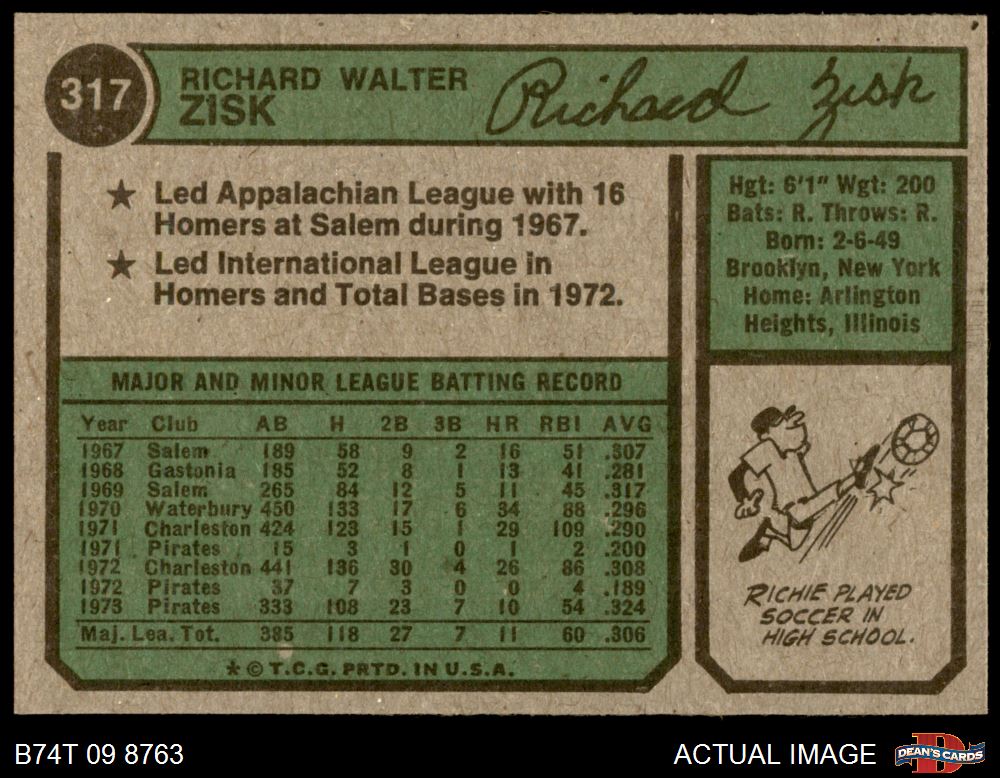 317
RICHARD WALTER
ZISK
Richard Zisk
★ Led Appalachian League with 16
Homers at Salem during 1967.
★ Led International League in
Homers and Total Bases in 1972.
Hgt: 6'1" Wgt: 200
Bats: R. Throws: R.
Born: 2-6-49
Brooklyn, New York
Home: Arlington
Heights, Illinois
MAJOR AND MINOR LEAGUE BATTING RECORD
Year Club AB H 2B 3B HR RBI AVG
1967 Salem 189 58 9 2 16 51 .307
1968 Gastonia 185 52 8 1 13 41 .281
1969 Salem 265 84 12 5 11 45 .317
1970 Waterbury 450 133 17 6 34 88 .296
1971 Charleston 424 123 15 1 29 109 .290
1971 Pirates 15 3 1 0 1 2 .200
1972 Charleston 441 136 30 4 26 86 .308
1972 Pirates 37 7 3 0 0 4 .189
1973 Pirates 333 108 23 7 10 54 .324
Maj. Lea. Tot. 385 118 27 7 11 60 .306
★ © T.C.G. PRTD. IN U.S.A.
RICHIE PLAYED
SOCCER IN
HIGH SCHOOL.
B74T 09 8763
ACTUAL IMAGE
DEAN'S CARDS